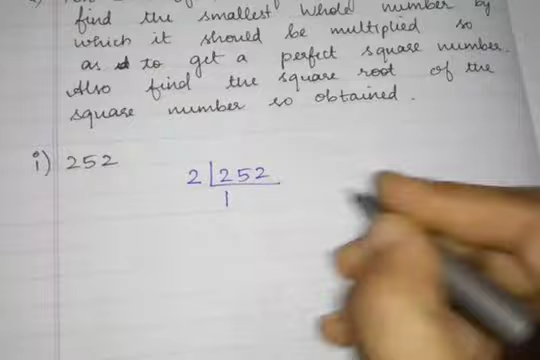 find the smallest whole number by
which it should be multiplied so
as to get a perfect square number.
Also find the square root of the
square number so obtained.
i) 252
2 252
1